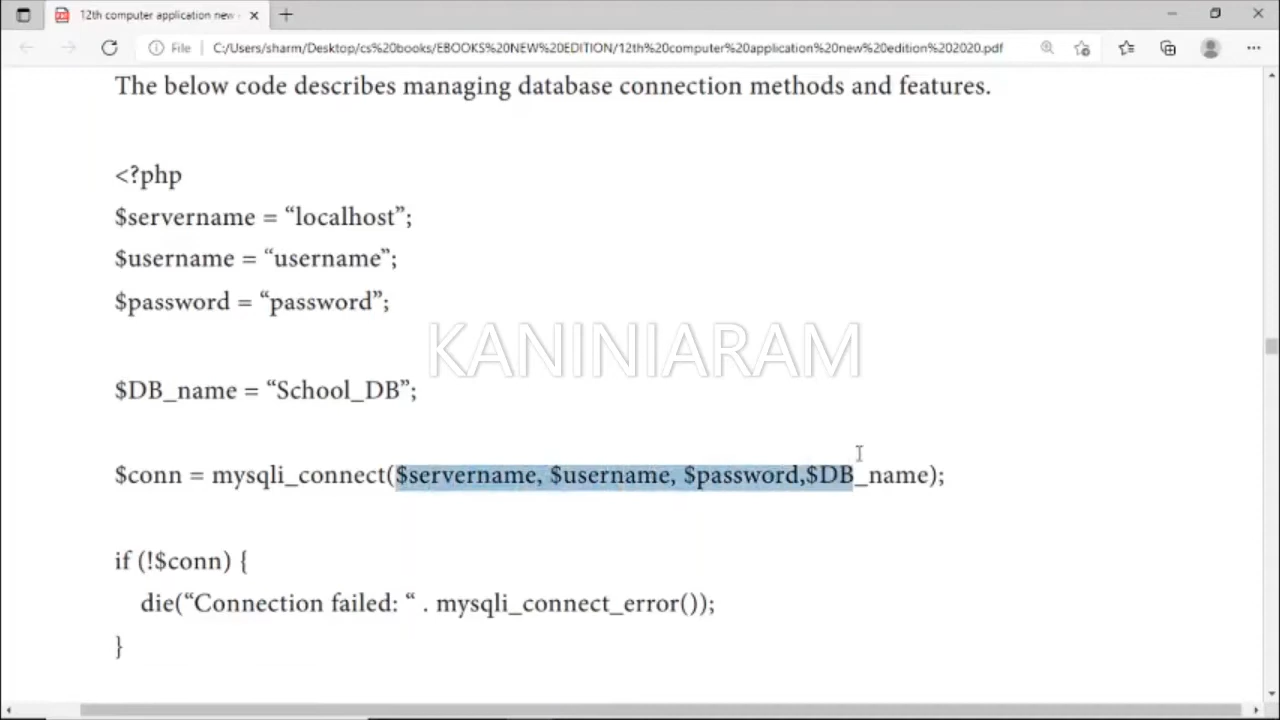 12th computer application new
File C:/Users/sharm/Desktop/cs%20books/EBOOKS%20NEW%20EDITION/12th%20computer%20application%20new%20edition%202020.pdf
The below code describes managing database connection methods and features.
<?php
$servername = “localhost”;
$username = “username”;
$password = “password”;
KANINIARAM
$DB_name = “School_DB”;
$conn = mysqli_connect($servername, $username, $password,$DB_name);
if (!$conn) {
die(“Connection failed: “ . mysqli_connect_error());
}